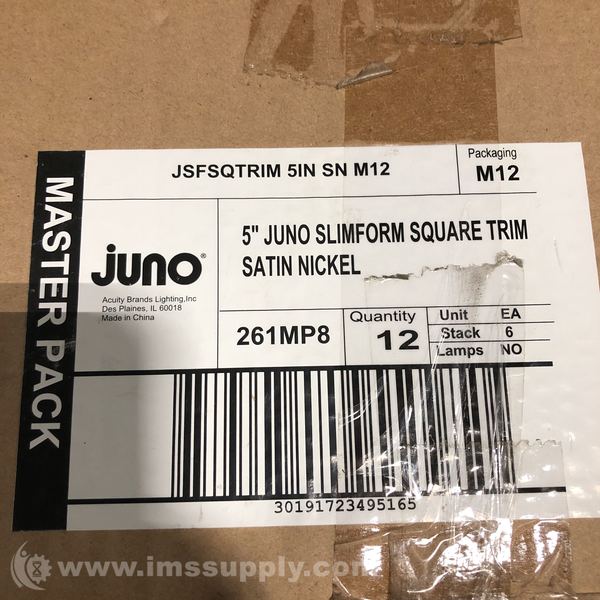 MASTER PACK
JSFSQTRIM 5IN SN M12
Packaging
M12
juno®
Acuity Brands Lighting,Inc
Des Plaines, IL 60018
Made in China
5" JUNO SLIMFORM SQUARE TRIM
SATIN NICKEL
261MP8
Quantity
12
Unit EA
Stack 6
Lamps NO
30191723495165
www.imssupply.com